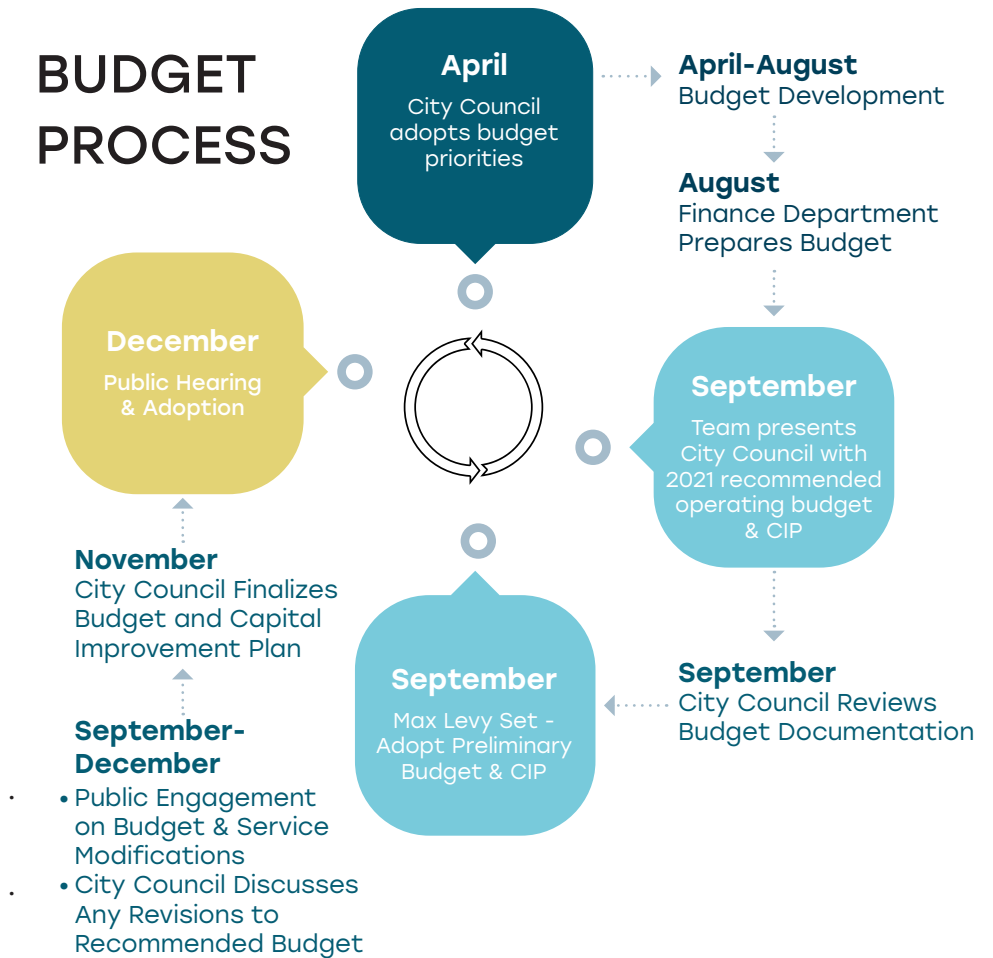 BUDGET
PROCESS
April
City Council
adopts budget
priorities
April-August
Budget Development
August
Finance Department
Prepares Budget
September
Team presents
City Council with
2021 recommended
operating budget
& CIP
September
City Council Reviews
Budget Documentation
September
Max Levy Set -
Adopt Preliminary
Budget & CIP
September-
December
• Public Engagement
on Budget & Service
Modifications
• City Council Discusses
Any Revisions to
Recommended Budget
November
City Council Finalizes
Budget and Capital
Improvement Plan
December
Public Hearing
& Adoption